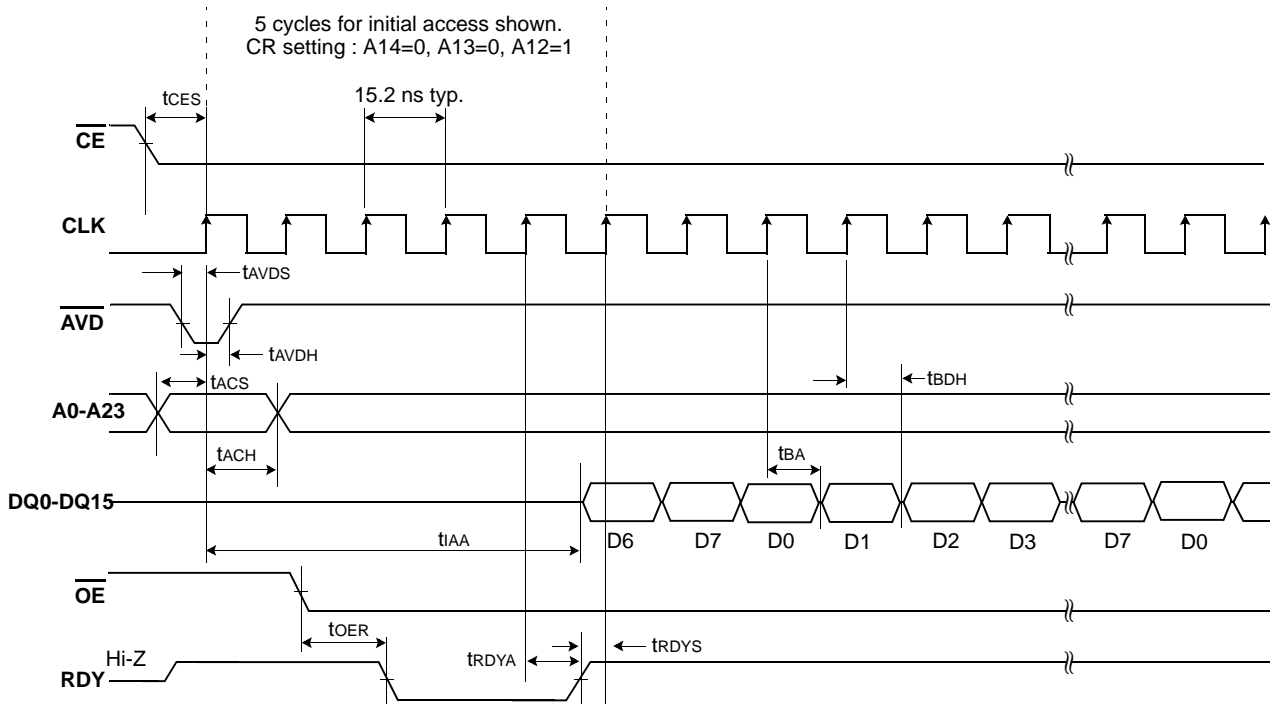 5 cycles for initial access shown.
CR setting : A14=0, A13=0, A12=1
tCES
15.2 ns typ.
CE
CLK
tAVDS
AVD
tAVDH
tACS
tBDH
A0-A23
tACH
tBA
DQ0-DQ15
tIAA
D6 D7 D0 D1 D2 D3 D7 D0
OE
tOER
tRDYA
tRDYS
Hi-Z
RDY